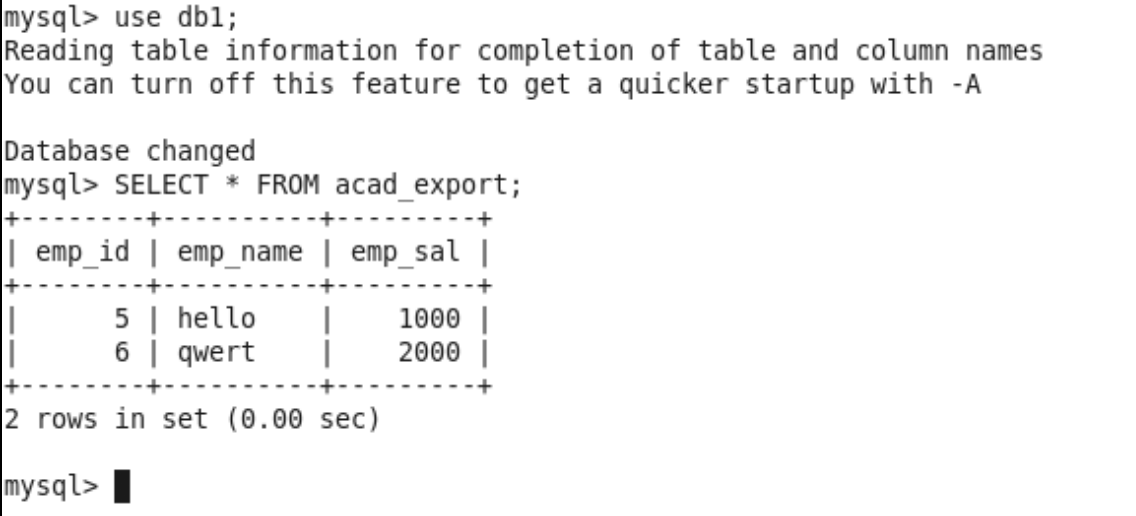 mysql> use db1;
Reading table information for completion of table and column names
You can turn off this feature to get a quicker startup with -A
Database changed
mysql> SELECT * FROM acad_export;
+--------+----------+---------+
| emp_id | emp_name | emp_sal |
+--------+----------+---------+
|      5 | hello    |    1000 |
|      6 | qwert    |    2000 |
+--------+----------+---------+
2 rows in set (0.00 sec)
mysql>